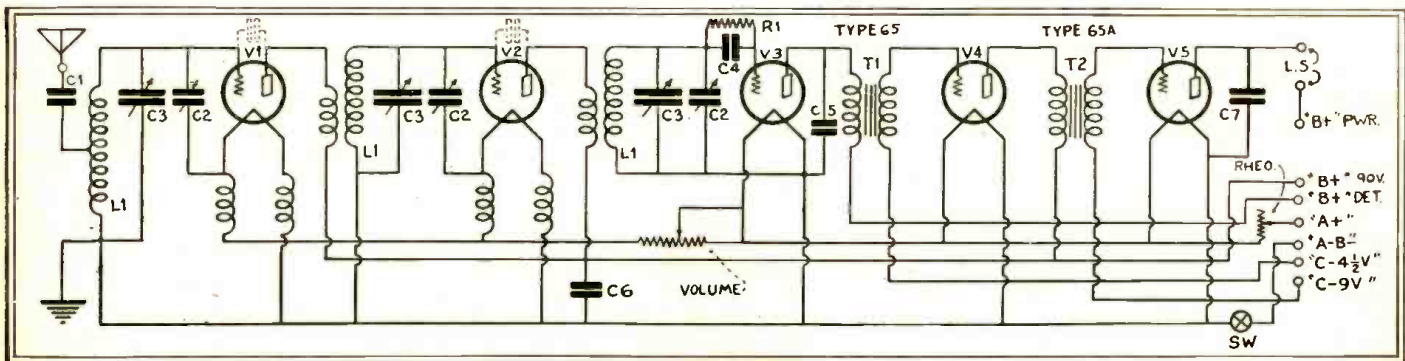 C1
L1
C3
C2
V1
L1
C3
C2
V2
C6
L1
C3
C2
R1
C4
V3
C5
VOLUME
TYPE 65
T1
V4
TYPE 65A
T2
V5
C7
L.S.
"B+" PWR.
RHEO.
"B+" 90V.
"B+" DET.
"A+"
"A-B-"
"C-4½V"
"C-9V"
SW